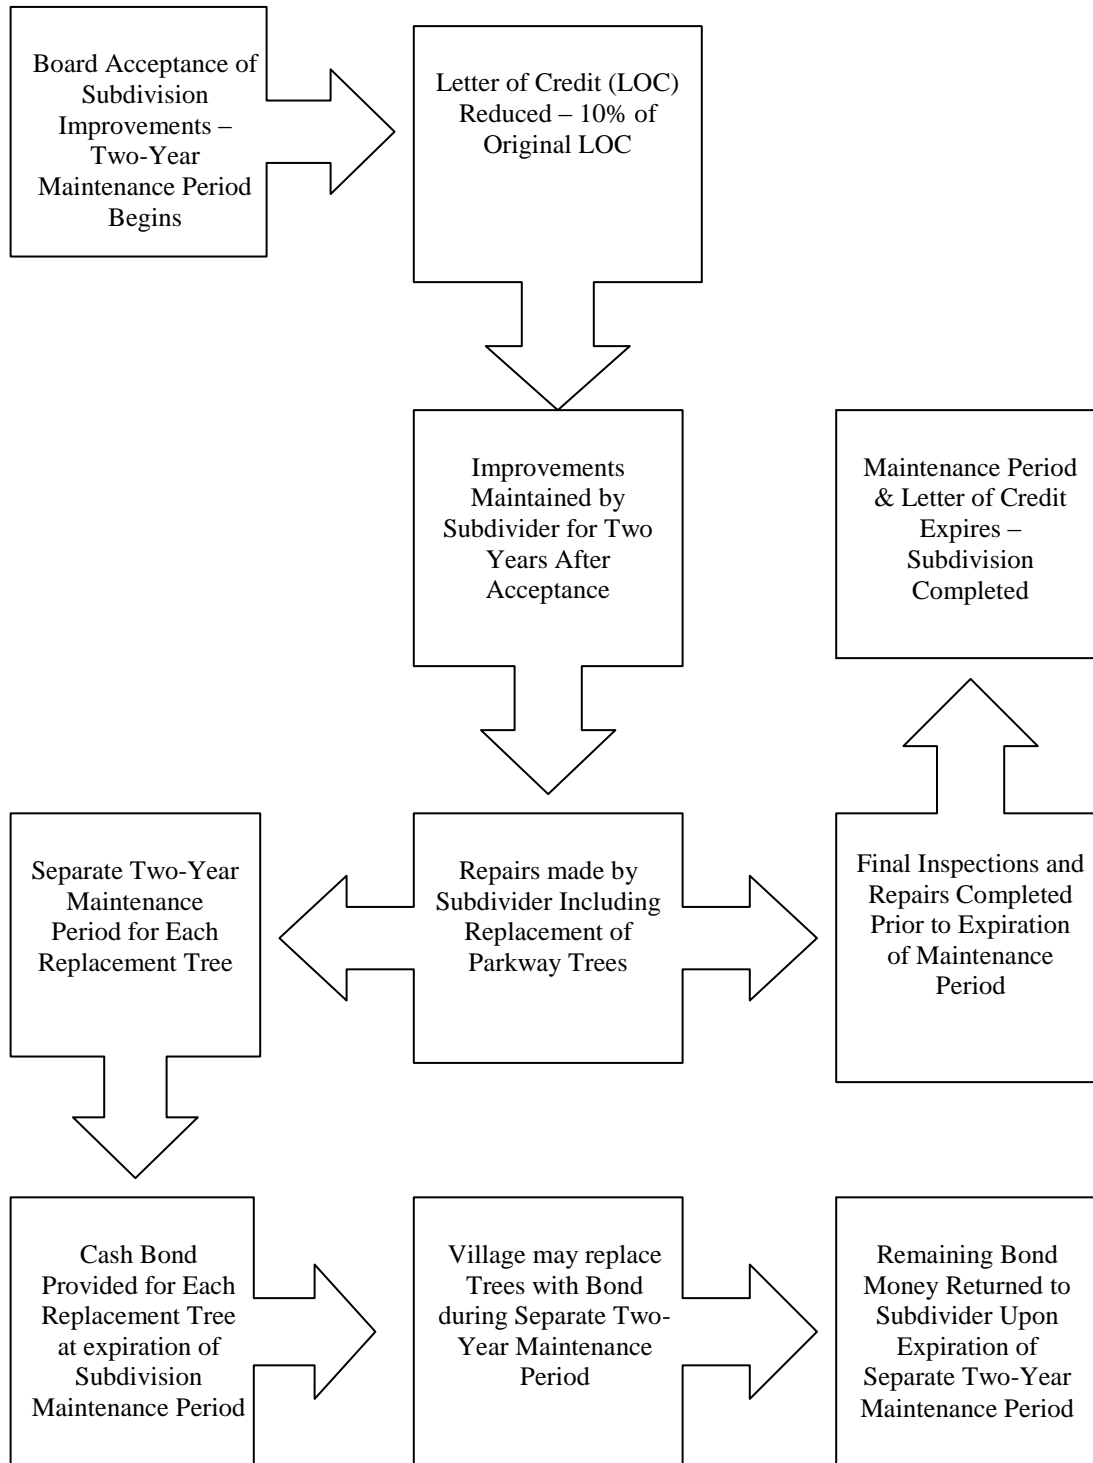 Board Acceptance of
Subdivision
Improvements –
Two-Year
Maintenance Period
Begins
Letter of Credit (LOC)
Reduced – 10% of
Original LOC
Improvements
Maintained by
Subdivider for Two
Years After
Acceptance
Maintenance Period
& Letter of Credit
Expires –
Subdivision
Completed
Separate Two-Year
Maintenance
Period for Each
Replacement Tree
Repairs made by
Subdivider Including
Replacement of
Parkway Trees
Final Inspections and
Repairs Completed
Prior to Expiration
of Maintenance
Period
Cash Bond
Provided for Each
Replacement Tree
at expiration of
Subdivision
Maintenance Period
Village may replace
Trees with Bond
during Separate Two-
Year Maintenance
Period
Remaining Bond
Money Returned to
Subdivider Upon
Expiration of
Separate Two-Year
Maintenance Period